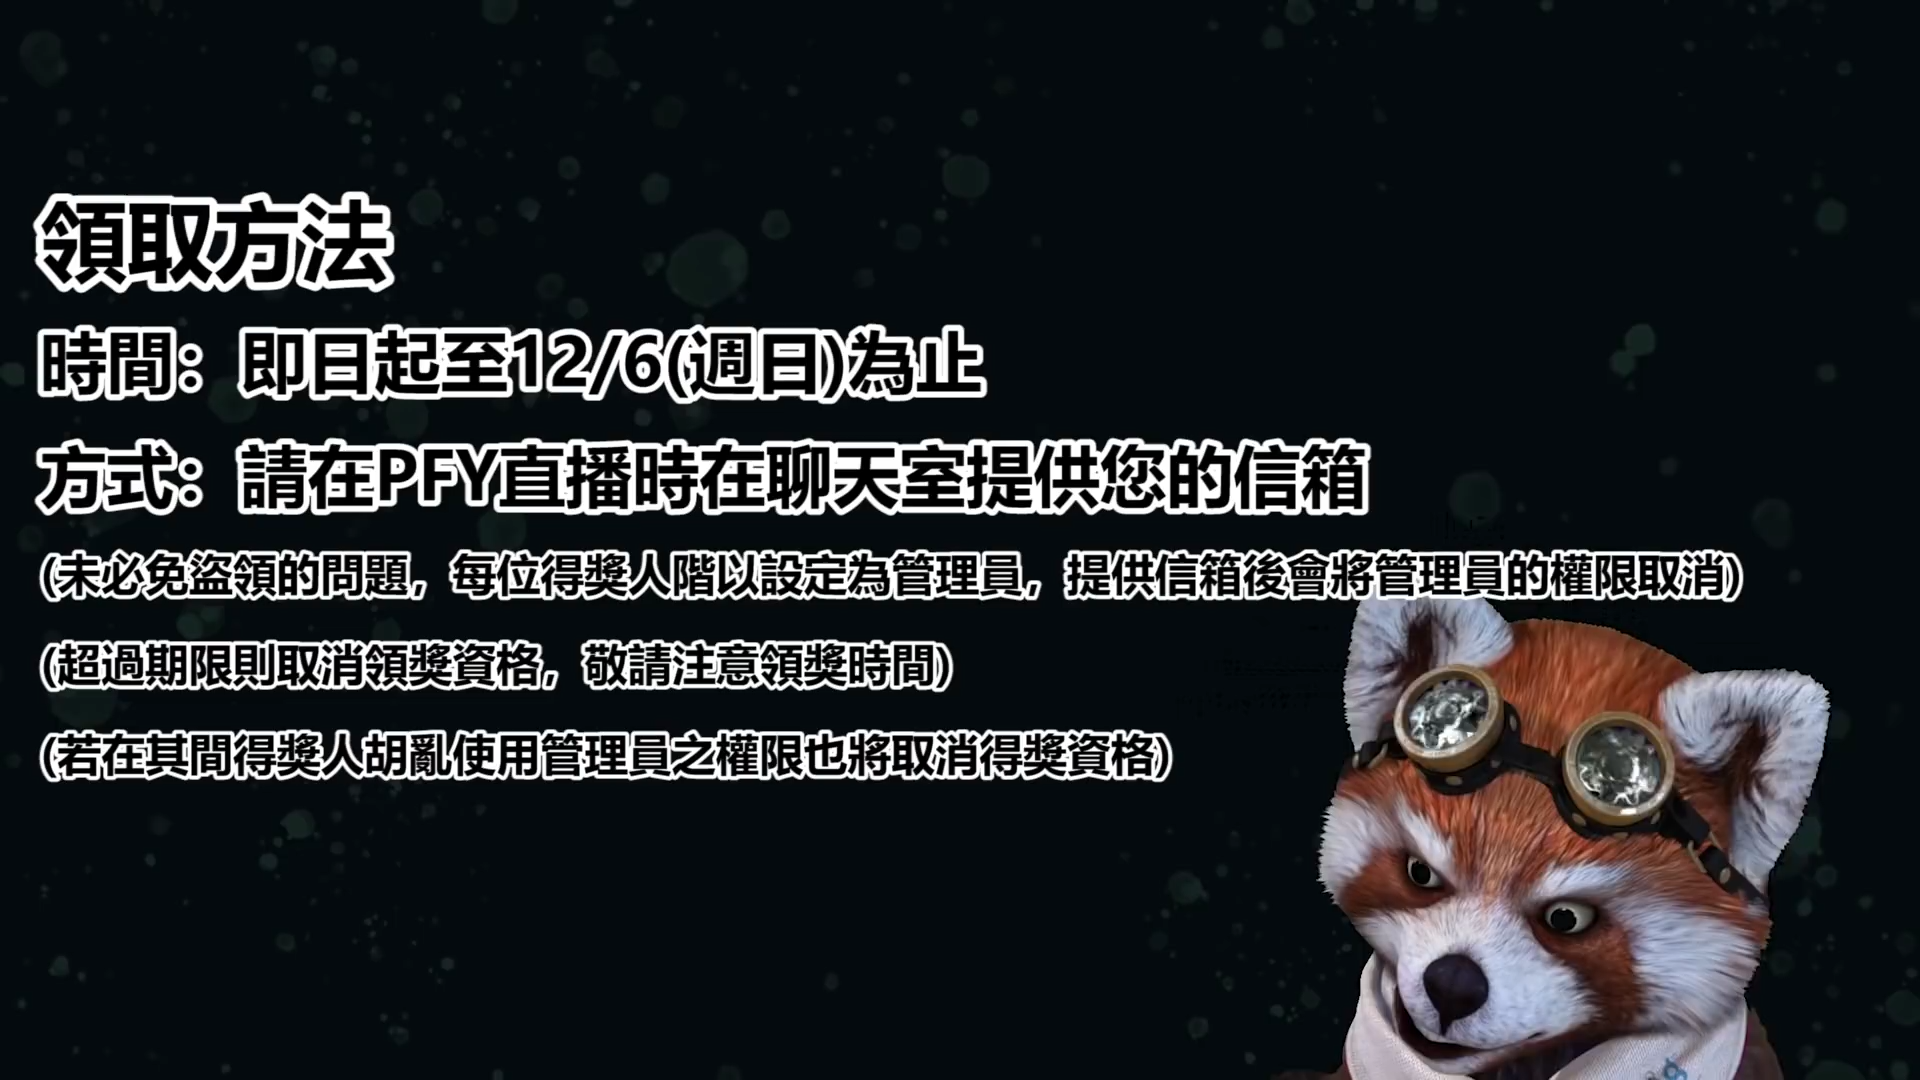 領取方法
時間：即日起至12/6(週日)為止
方式：請在PFY直播時在聊天室提供您的信箱
(未必免盜領的問題，每位得獎人階以設定為管理員，提供信箱後會將管理員的權限取消)
(超過期限則取消領獎資格，敬請注意領獎時間)
(若在其間得獎人胡亂使用管理員之權限也將取消得獎資格)